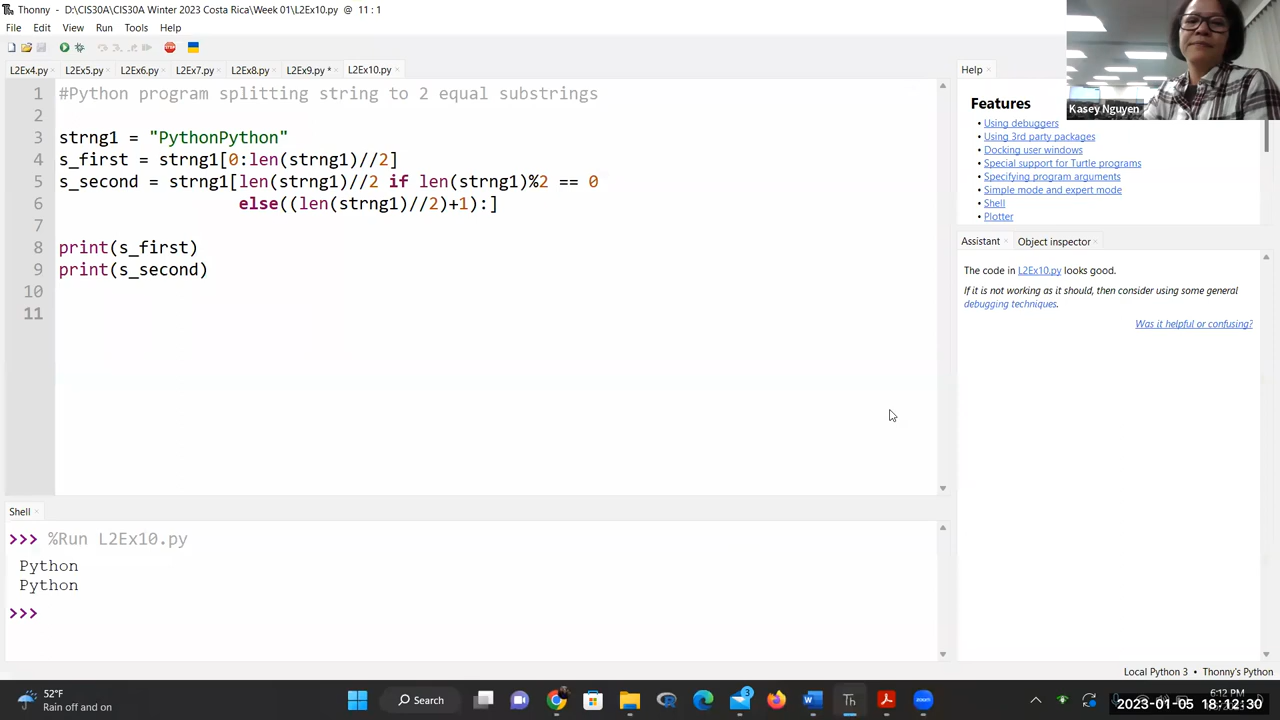 Thonny - D:\CIS30A\CIS30A Winter 2023 Costa Rica\Week 01\L2Ex10.py @ 11 : 1
File Edit View Run Tools Help
L2Ex4.py L2Ex5.py L2Ex6.py L2Ex7.py L2Ex8.py L2Ex9.py * L2Ex10.py
1 #Python program splitting string to 2 equal substrings
2
3 strng1 = "PythonPython"
4 s_first = strng1[0:len(strng1)//2]
5 s_second = strng1[len(strng1)//2 if len(strng1)%2 == 0
6 else((len(strng1)//2)+1):]
7
8 print(s_first)
9 print(s_second)
10
11
Shell
>>> %Run L2Ex10.py
Python
Python
>>>
Kasey Nguyen
Help
Features
• Using debuggers
• Using 3rd party packages
• Docking user windows
• Special support for Turtle programs
• Specifying program arguments
• Simple mode and expert mode
• Shell
• Plotter
Assistant Object inspector
The code in L2Ex10.py looks good.
If it is not working as it should, then consider using some general
debugging techniques.
Was it helpful or confusing?
Local Python 3 • Thonny's Python
52°F
Rain off and on
Search
3
zoom
6:12 PM
2023-01-05 18:12:30